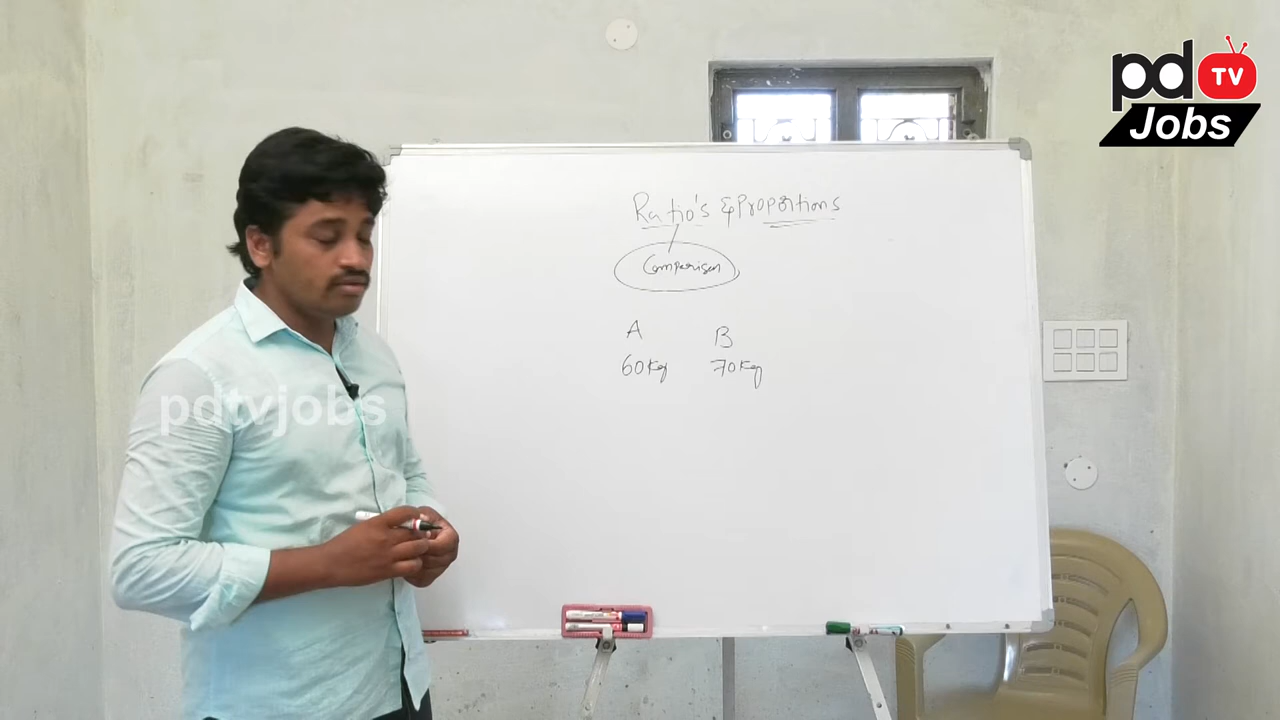 pd TV
Jobs
Ratio's & Proportions
Comparison
A B
60Kg 70Kg
pdtvjobs